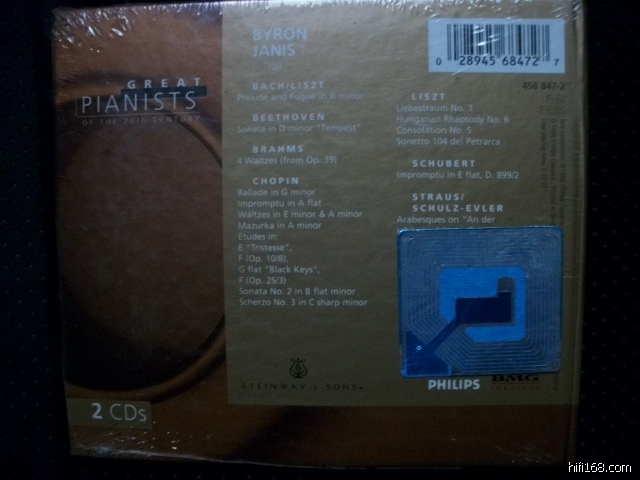 GREAT
PIANISTS
OF THE 20TH CENTURY
2 CDs
BYRON
JANIS I
BACH/LISZT
Prelude and Fugue in A minor
BEETHOVEN
Sonata in D minor "Tempest"
BRAHMS
4 Waltzes (from Op. 39)
CHOPIN
Ballade in G minor
Impromptu in A flat
Waltzes in E minor & A minor
Mazurka in A minor
Etudes in:
E "Tristesse",
F (Op. 10/8),
G flat "Black Keys",
F (Op. 25/3)
Sonata No. 2 in B flat minor
Scherzo No. 3 in C sharp minor
STEINWAY & SONS
0 28945 68472 7
456 847-2
LISZT
Liebestraum No. 3
Hungarian Rhapsody No. 6
Consolation No. 5
Sonetto 104 del Petrarca
SCHUBERT
Impromptu in E flat, D. 899/2
STRAUS/
SCHULZ-EVLER
Arabesques on "An der
PHILIPS
BMG
CLASSICS
hifi168.com